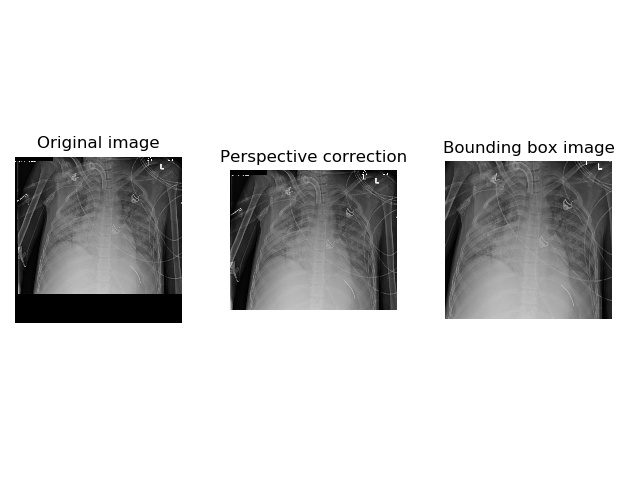 Original image
Perspective correction
Bounding box image
L
L
L